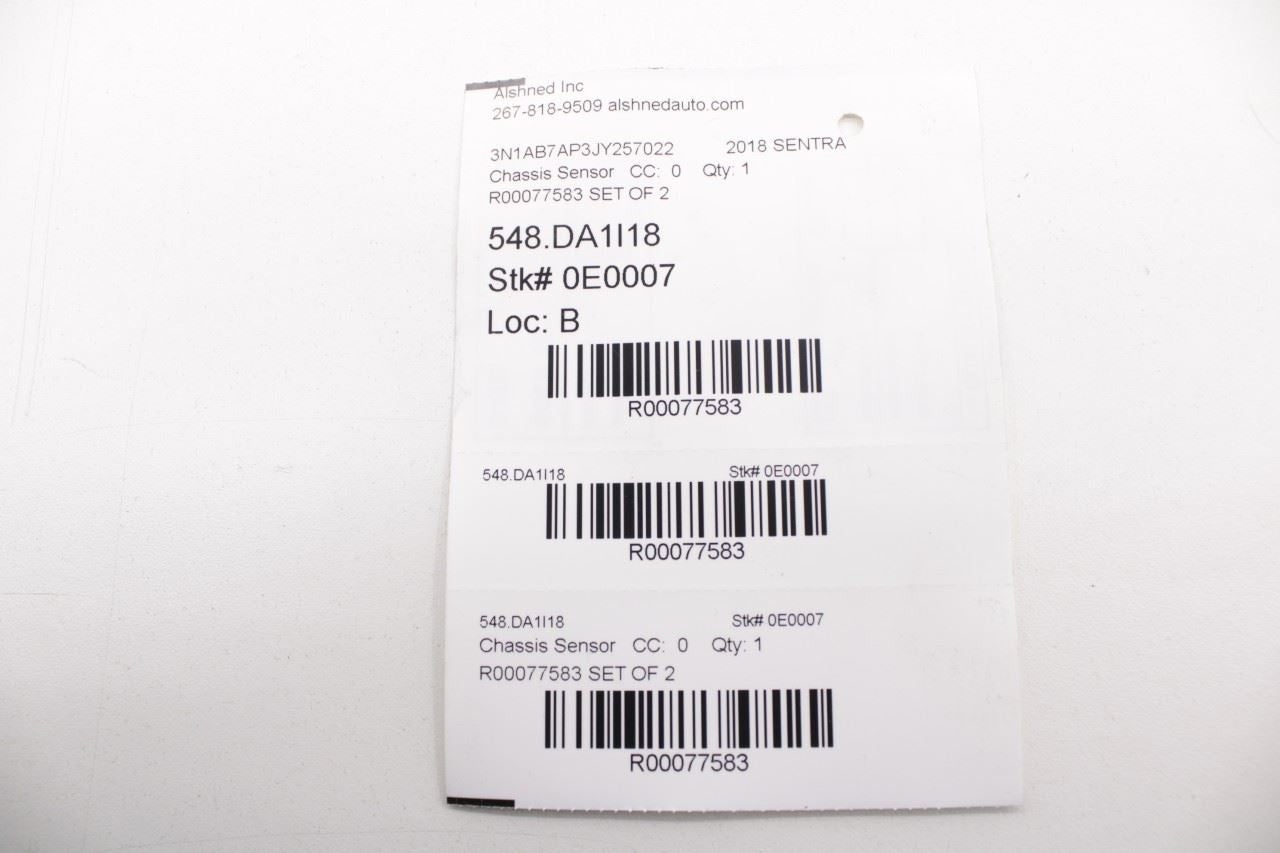 Alshned Inc
267-818-9509 alshnedauto.com
3N1AB7AP3JY257022 2018 SENTRA
Chassis Sensor CC: 0 Qty: 1
R00077583 SET OF 2
548.DA1I18
Stk# 0E0007
Loc: B
R00077583
548.DA1I18 Stk# 0E0007
R00077583
548.DA1I18 Stk# 0E0007
Chassis Sensor CC: 0 Qty: 1
R00077583 SET OF 2
R00077583